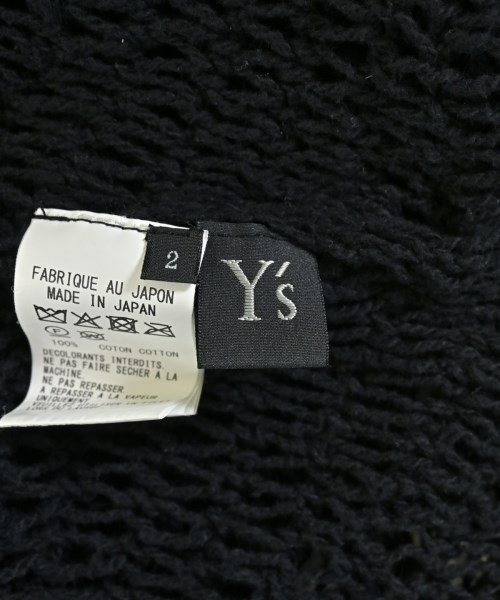 2
Y's
FABRIQUE AU JAPON
MADE IN JAPAN
F
100% COTON COTTON
DECOLORANTS INTERDITS.
NE PAS FAIRE SECHER A LA
MACHINE
NE PAS REPASSER
A REPASSER A LA VAPEUR
UNIQUEMENT.